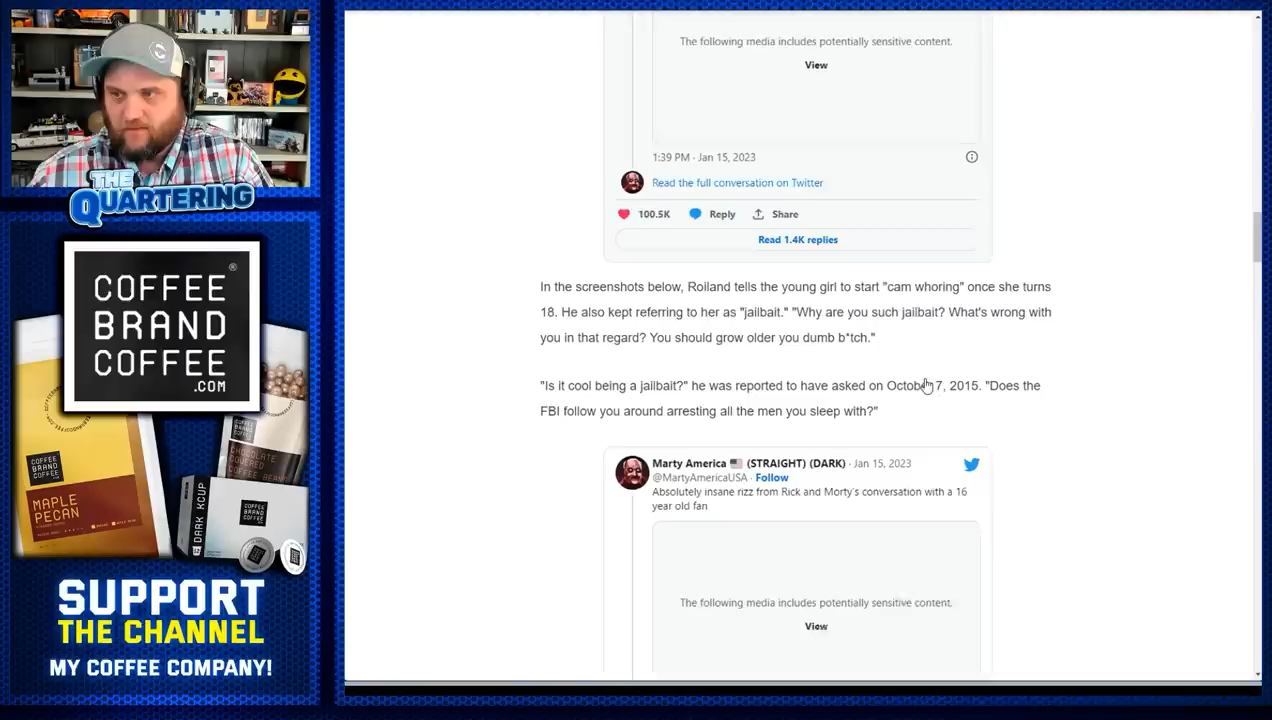 The following media includes potentially sensitive content.
View
1:39 PM · Jan 15, 2023
Read the full conversation on Twitter
100.5K Reply Share
Read 1.4K replies
In the screenshots below, Roiland tells the young girl to start "cam whoring" once she turns
18. He also kept referring to her as "jailbait." "Why are you such jailbait? What's wrong with
you in that regard? You should grow older you dumb b*tch."
"Is it cool being a jailbait?" he was reported to have asked on October 7, 2015. "Does the
FBI follow you around arresting all the men you sleep with?"
Marty America 🇺🇸 (STRAIGHT) (DARK) · Jan 15, 2023
@MartyAmericaUSA · Follow
Absolutely insane rizz from Rick and Morty's conversation with a 16
year old fan
The following media includes potentially sensitive content.
View
THE
QUARTERING
COFFEE ®
BRAND
COFFEE
.COM
COFFEE
BRAND
COFFEE
MAPLE
PECAN
COFFEE
BRAND
COFFEE
CHOCOLATE
COVERED
COFFEE BEANS
DARK KCUP
SUPPORT
THE CHANNEL
MY COFFEE COMPANY!